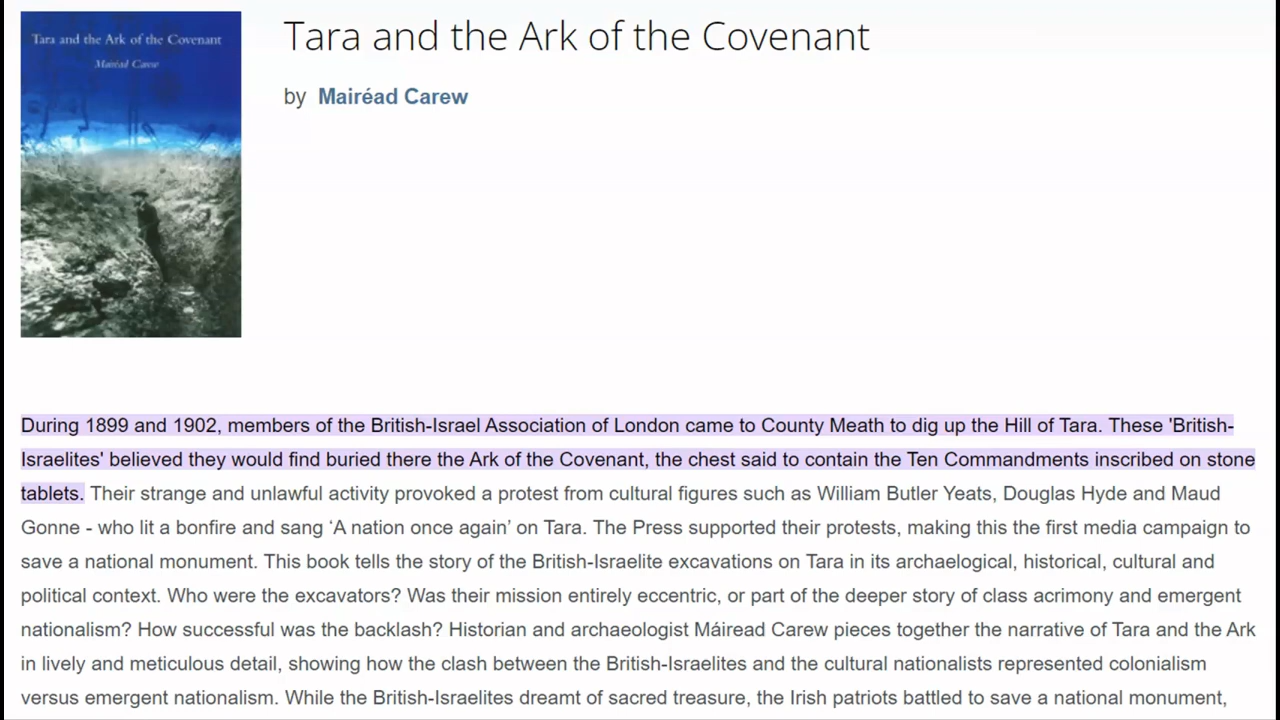 Tara and the Ark of the Covenant
Mairéad Carew
Tara and the Ark of the Covenant
by Mairéad Carew
During 1899 and 1902, members of the British-Israel Association of London came to County Meath to dig up the Hill of Tara. These 'British-
Israelites' believed they would find buried there the Ark of the Covenant, the chest said to contain the Ten Commandments inscribed on stone
tablets. Their strange and unlawful activity provoked a protest from cultural figures such as William Butler Yeats, Douglas Hyde and Maud
Gonne - who lit a bonfire and sang ‘A nation once again’ on Tara. The Press supported their protests, making this the first media campaign to
save a national monument. This book tells the story of the British-Israelite excavations on Tara in its archaelogical, historical, cultural and
political context. Who were the excavators? Was their mission entirely eccentric, or part of the deeper story of class acrimony and emergent
nationalism? How successful was the backlash? Historian and archaeologist Máiread Carew pieces together the narrative of Tara and the Ark
in lively and meticulous detail, showing how the clash between the British-Israelites and the cultural nationalists represented colonialism
versus emergent nationalism. While the British-Israelites dreamt of sacred treasure, the Irish patriots battled to save a national monument,